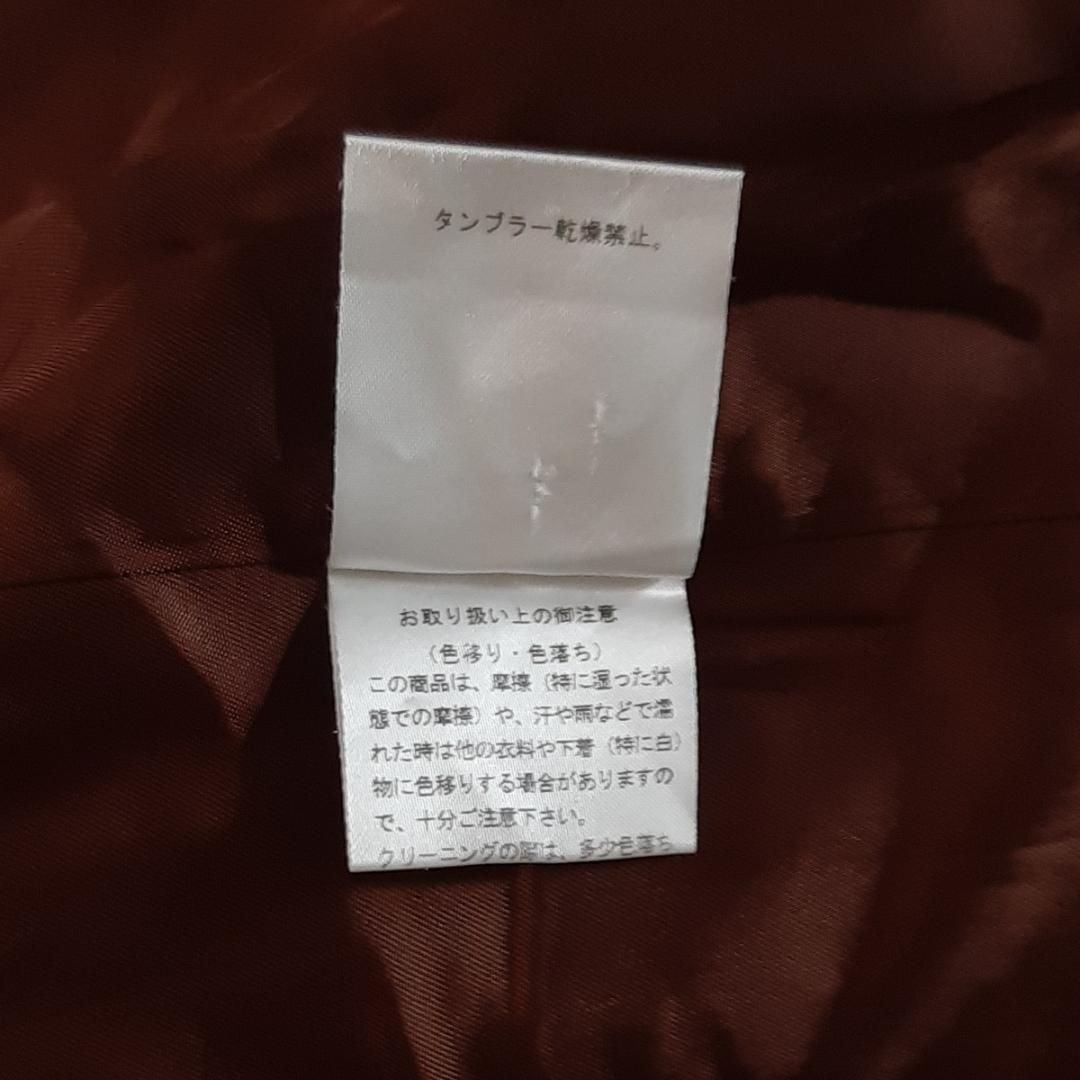 タンブラー乾燥禁止。
お取り扱い上の御注意
（色移り・色落ち）
この商品は、摩擦（特に湿った状
態での摩擦）や、汗や雨などで濡
れた時は他の衣料や下着（特に白）
物に色移りする場合がありますの
で、十分ご注意下さい。
クリーニングの際は、多少色落ち